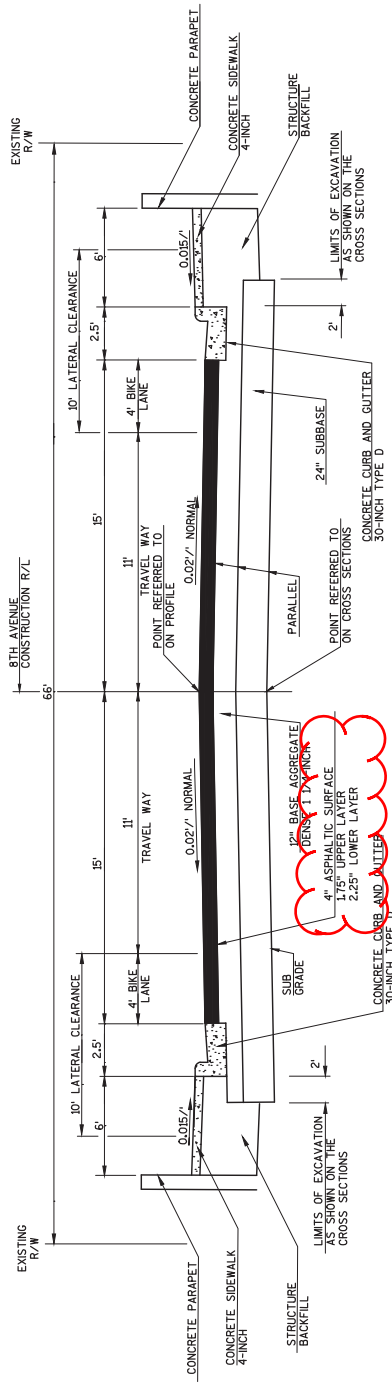 EXISTING
R/W
8TH AVENUE
CONSTRUCTION R/L
EXISTING
R/W
66'
10' LATERAL CLEARANCE
10' LATERAL CLEARANCE
6'
2.5'
15'
15'
2.5'
6'
4' BIKE
LANE
11'
TRAVEL WAY
11'
TRAVEL WAY
4' BIKE
LANE
POINT REFERRED TO
ON PROFILE
CONCRETE PARAPET
CONCRETE SIDEWALK
4-INCH
0.015/'
0.02'/' NORMAL
0.02'/' NORMAL
0.015/'
CONCRETE PARAPET
CONCRETE SIDEWALK
4-INCH
STRUCTURE
BACKFILL
LIMITS OF EXCAVATION
AS SHOWN ON THE
CROSS SECTIONS
2'
CONCRETE CURB AND GUTTER
30-INCH TYPE D
SUB
GRADE
12" BASE AGGREGATE
DENSE 1 1/4-INCH
4" ASPHALTIC SURFACE
1.75" UPPER LAYER
2.25" LOWER LAYER
POINT REFERRED TO
ON CROSS SECTIONS
PARALLEL
24" SUBBASE
CONCRETE CURB AND GUTTER
30-INCH TYPE D
2'
LIMITS OF EXCAVATION
AS SHOWN ON THE
CROSS SECTIONS
STRUCTURE
BACKFILL